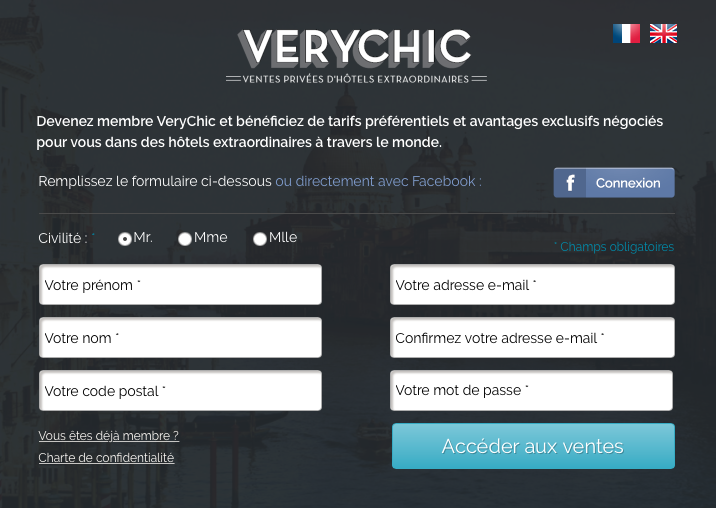 VERYCHIC
VENTES PRIVÉES D'HÔTELS EXTRAORDINAIRES
Devenez membre VeryChic et bénéficiez de tarifs préférentiels et avantages exclusifs négociés
pour vous dans des hôtels extraordinaires à travers le monde.
Remplissez le formulaire ci-dessous ou directement avec Facebook :
f Connexion
Civilité : * Mr. Mme Mlle
* Champs obligatoires
Votre prénom *
Votre adresse e-mail *
Votre nom *
Confirmez votre adresse e-mail *
Votre code postal *
Votre mot de passe *
Vous êtes déjà membre ?
Charte de confidentialité
Accéder aux ventes